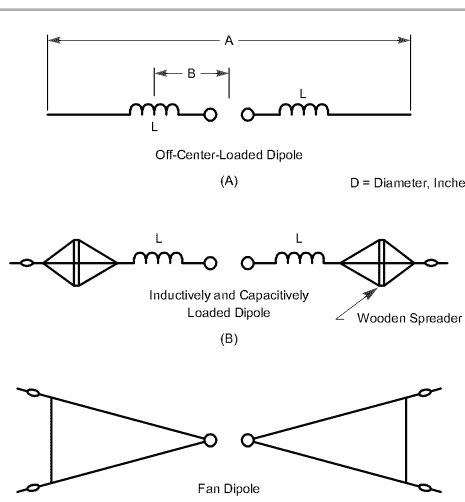 A
B
L
L
Off-Center-Loaded Dipole
(A)
D = Diameter, Inche
L
L
Inductively and Capacitively
Loaded Dipole
Wooden Spreader
(B)
Fan Dipole